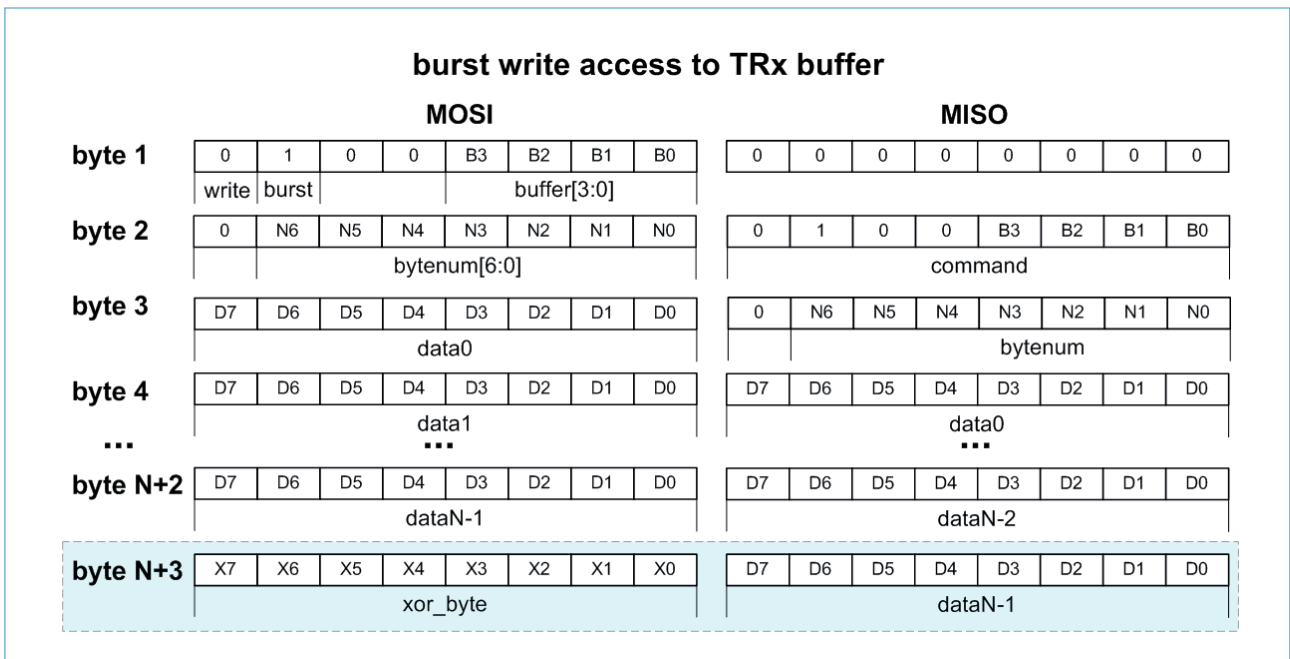 burst write access to TRx buffer
MOSI MISO
byte 1 0 1 0 0 B3 B2 B1 B0 0 0 0 0 0 0 0 0
write burst buffer[3:0]
byte 2 0 N6 N5 N4 N3 N2 N1 N0 0 1 0 0 B3 B2 B1 B0
bytenum[6:0] command
byte 3 D7 D6 D5 D4 D3 D2 D1 D0 0 N6 N5 N4 N3 N2 N1 N0
data0 bytenum
byte 4 D7 D6 D5 D4 D3 D2 D1 D0 D7 D6 D5 D4 D3 D2 D1 D0
data1 data0
... ... ...
byte N+2 D7 D6 D5 D4 D3 D2 D1 D0 D7 D6 D5 D4 D3 D2 D1 D0
dataN-1 dataN-2
byte N+3 X7 X6 X5 X4 X3 X2 X1 X0 D7 D6 D5 D4 D3 D2 D1 D0
xor_byte dataN-1